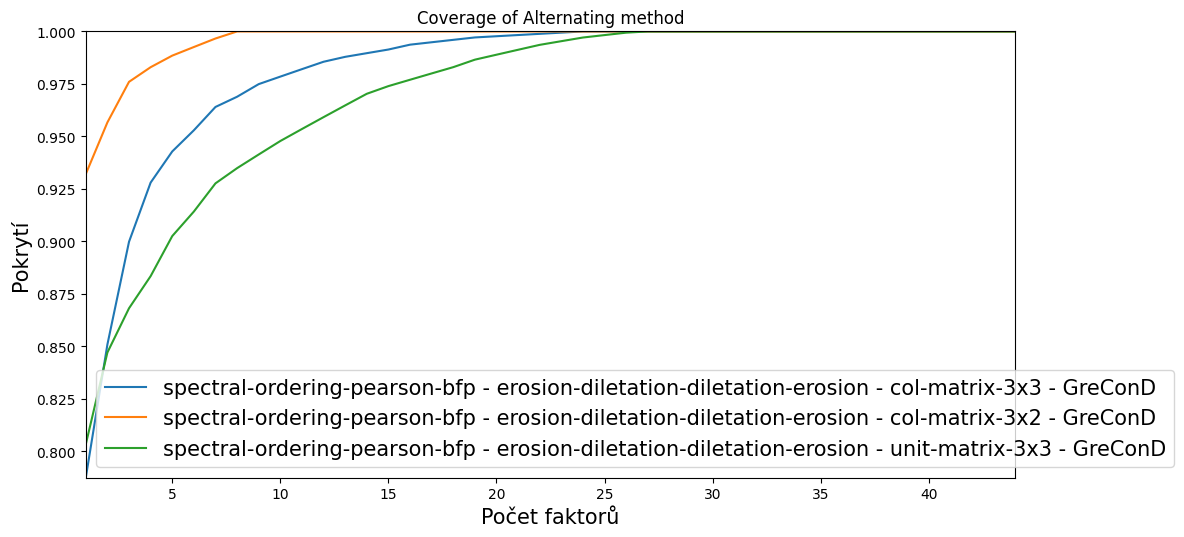 Coverage of Alternating method
1.000
0.975
0.950
0.925
0.900
0.875
0.850
0.825
0.800
Pokrytí
spectral-ordering-pearson-bfp - erosion-diletation-diletation-erosion - col-matrix-3x3 - GreConD
spectral-ordering-pearson-bfp - erosion-diletation-diletation-erosion - col-matrix-3x2 - GreConD
spectral-ordering-pearson-bfp - erosion-diletation-diletation-erosion - unit-matrix-3x3 - GreConD
5 10 15 20 25 30 35 40
Počet faktorů